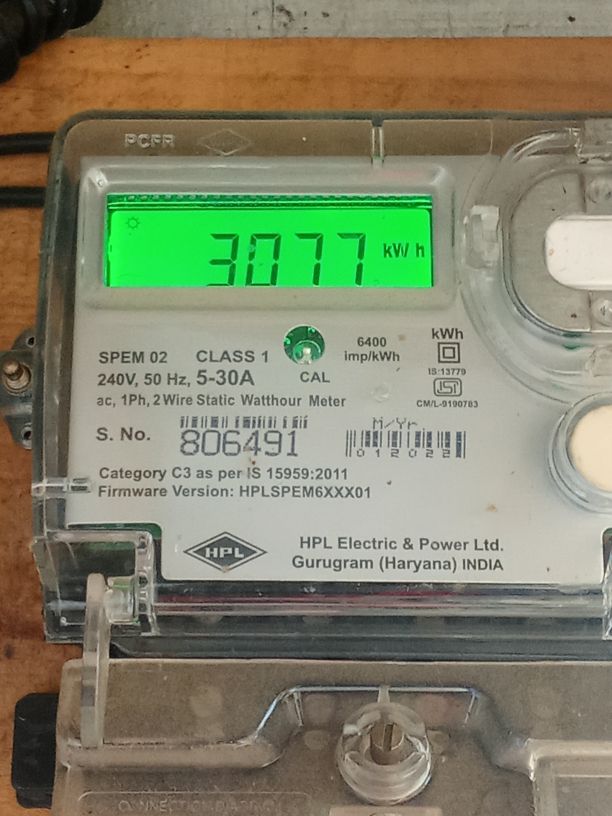 PCFR
3077 kWh
6400
imp/kWh
kWh
IS:13779
CM/L-9190783
SPEM 02 CLASS 1
240V, 50 Hz, 5-30A
CAL
ac, 1Ph, 2 Wire Static Watthour Meter
S. No. 806491
M/Yr.
012022
Category C3 as per IS 15959:2011
Firmware Version: HPLSPEM6XXX01
HPL
HPL Electric & Power Ltd.
Gurugram (Haryana) INDIA
CONNECTION DIAGRAM